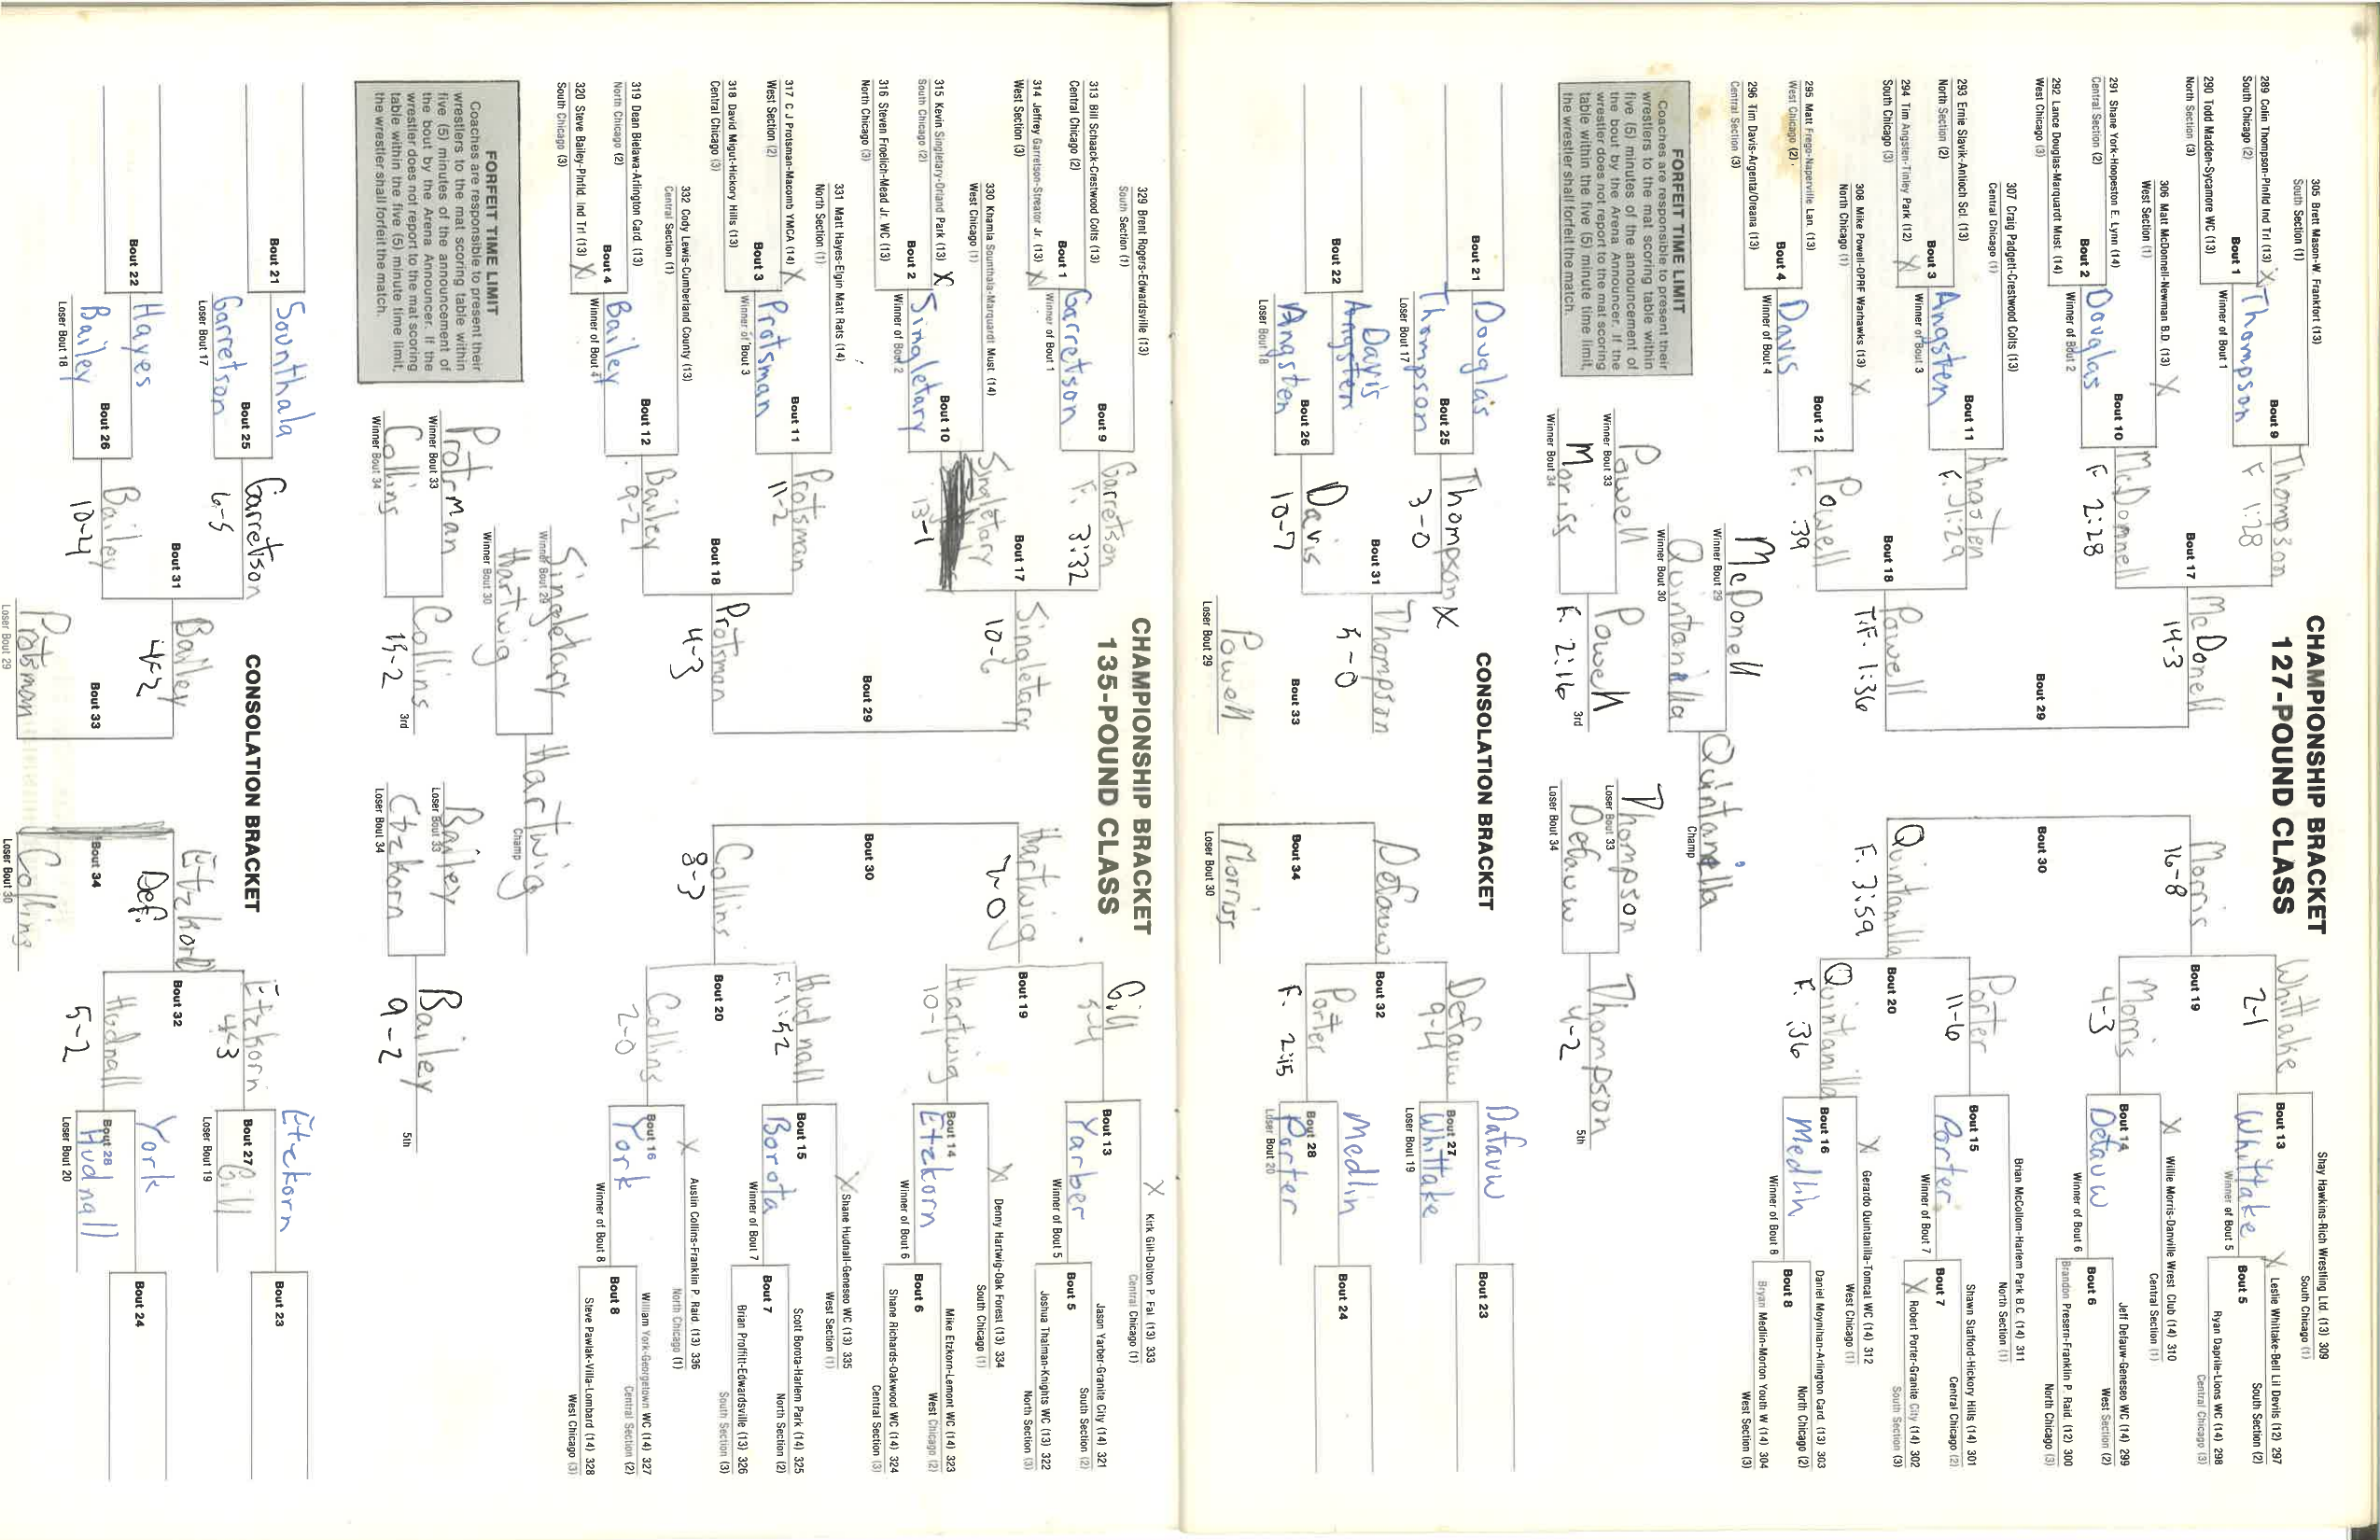 CHAMPIONSHIP BRACKET
127-POUND CLASS
305 Brett Mason-W Frankfort (13)
South Section (1)
289 Colin Thompson-Plnfld Ind Trl (13) X
South Chicago (2)
Bout 1
Thompson
Winner of Bout 1
290 Todd Madden-Sycamore WC (13)
North Section (3)
Bout 9
Thompson
F 1:28
306 Matt McDonnell-Newman B.D. (13) X
West Section (1)
291 Shane York-Hoopeston E. Lynn (14)
Central Section (2)
Bout 2
Douglas
Winner of Bout 2
292 Lance Douglas-Marquardt Must. (14)
West Chicago (3)
Bout 10
McDonnell
F 2:28
Bout 17
McDonell
14-3
307 Craig Padgett-Crestwood Colts (13)
Central Chicago (1)
293 Ernie Slavik-Antioch Scl. (13)
North Section (2)
Bout 3
Angsten
Winner of Bout 3
294 Tim Angsten-Tinley Park (12) X
South Chicago (3)
Bout 11
Angsten
F. 1:29
308 Mike Powell-OPRF Warhawks (13) X
North Chicago (1)
295 Matt Frego-Naperville Lan. (13)
West Chicago (2)
Bout 4
Davis
Winner of Bout 4
296 Tim Davis-Argenta/Oreana (13)
Central Section (3)
Bout 12
Powell
F. :39
Bout 18
Powell
T.F. 1:36
Bout 29
Bout 30
Morris
16-8
Bout 19
Whittake
2-1
Bout 13
Whittake
Winner of Bout 5
Shay Hawkins-Rich Wrestling Ltd. (13) 309
South Chicago (1)
X Leslie Whittake-Bell Lil Devils (12) 297
South Section (2)
Bout 5
Ryan Daprile-Lions WC (14) 298
Central Chicago (3)
Morris
4-3
X Willie Morris-Danville Wrest Club (14) 310
Central Section (1)
Bout 14
Defauw
Winner of Bout 6
Jeff Defauw-Geneseo WC (14) 299
West Section (2)
Bout 6
Brandon Presern-Franklin P. Raid. (12) 300
North Chicago (3)
Quintanilla
F. 3:59
Bout 20
Porter
11-6
Brian McCollom-Harlem Park B.C. (14) 311
North Section (1)
Bout 15
Porter
Winner of Bout 7
Shawn Stafford-Hickory Hills (14) 301
Central Chicago (2)
Bout 7
X Robert Porter-Granite City (14) 302
South Section (3)
Quintanilla
F. :36
X Gerardo Quintanilla-Tomcat WC (14) 312
West Chicago (1)
Bout 16
Medlin
Winner of Bout 8
Daniel Moynihan-Arlington Card (13) 303
North Chicago (2)
Bout 8
Bryan Medlin-Morton Youth W (14) 304
West Section (3)
McDonell
Winner Bout 29
Quintanilla
Winner Bout 30
Quintanella
Champ
FORFEIT TIME LIMIT
Coaches are responsible to present their
wrestlers to the mat scoring table within
five (5) minutes of the announcement of
the bout by the Arena Announcer. If the
wrestler does not report to the mat scoring
table within the five (5) minute time limit,
the wrestler shall forfeit the match.
Powell
Winner Bout 33
Moriss
Winner Bout 34
Powell
F. 2:16
3rd
Thompson
Loser Bout 33
Defauw
Loser Bout 34
Thompson
4-2
5th
CONSOLATION BRACKET
Bout 21
Douglas
Thompson
Loser Bout 17
Bout 25
Thompson X
3-0
Bout 22
Davis
Angsten
Angsten
Loser Bout 18
Bout 26
Davis
10-7
Bout 31
Thompson
5-0
Bout 33
Powell
Loser Bout 29
Defauw
Bout 34
Morriss
Loser Bout 30
Bout 32
Defauw
9-4
Dafauw
Bout 27
Whittake
Loser Bout 19
Bout 23
Porter
F. 2:15
Medlin
Bout 28
Porter
Loser Bout 20
Bout 24
CHAMPIONSHIP BRACKET
135-POUND CLASS
329 Brent Rogers-Edwardsville (13)
South Section (1)
313 Bill Schaack-Crestwood Colts (13)
Central Chicago (2)
Bout 1
Garretson
Winner of Bout 1
314 Jeffrey Garretson-Streator Jr. (13) X
West Section (3)
Bout 9
Garretson
F. 3:32
330 Khamla Sounthala-Marquardt Must (14)
West Chicago (1)
315 Kevin Singletary-Orland Park (13) X
South Chicago (2)
Bout 2
Singletary
Winner of Bout 2
316 Steven Froelich-Mead Jr. WC (13)
North Chicago (3)
Bout 10
Singletary
13-1
Bout 17
Singletary
10-6
331 Matt Hayes-Elgin Matt Rats (14)
North Section (1)
317 C J Protsman-Macomb YMCA (14) X
West Section (2)
Bout 3
Protsman
Winner of Bout 3
318 David Migut-Hickory Hills (13)
Central Chicago (3)
Bout 11
Protsman
11-2
332 Cody Lewis-Cumberland County (13)
Central Section (1)
319 Dean Bielawa-Arlington Card. (13)
North Chicago (2)
Bout 4
Bailey
Winner of Bout 4
320 Steve Bailey-Plnfld. Ind Trl (13) X
South Chicago (3)
Bout 12
Bailey
9-2
Bout 18
Protsman
4-3
Bout 29
Bout 30
Hartwig
Bout 19
Gill
5-4
X Kirk Gill-Dolton P. Fal (13) 333
Central Chicago (1)
Bout 13
Yarber
Winner of Bout 5
Jason Yarber-Granite City (14) 321
South Section (2)
Bout 5
Joshua Thalman-Knights WC (13) 322
North Section (3)
Hartwig
10-1
X Denny Hartwig-Oak Forest (13) 334
South Chicago (1)
Bout 14
Etzkorn
Winner of Bout 6
Mike Etzkorn-Lemont WC (14) 323
West Chicago (2)
Bout 6
Shane Richards-Oakwood WC (14) 324
Central Section (3)
Collins
8-3
Bout 20
Hudnall
F. 1:52
X Shane Hudnall-Geneseo WC (13) 335
West Section (1)
Bout 15
Borota
Winner of Bout 7
Scott Borota-Harlem Park (14) 325
North Section (2)
Bout 7
Brian Proffitt-Edwardsville (13) 326
South Section (3)
Collins
2-0
X Austin Collins-Franklin P. Raid. (13) 336
North Chicago (1)
Bout 16
York
Winner of Bout 8
William York-Georgetown WC (14) 327
Central Section (2)
Bout 8
Steve Pawlak-Villa-Lombard (14) 328
West Chicago (3)
Singletary
Winner Bout 29
Hartwig
Winner Bout 30
Hartwig
Champ
FORFEIT TIME LIMIT
Coaches are responsible to present their
wrestlers to the mat scoring table within
five (5) minutes of the announcement of
the bout by the Arena Announcer. If the
wrestler does not report to the mat scoring
table within the five (5) minute time limit,
the wrestler shall forfeit the match.
Protsman
Winner Bout 33
Collins
Winner Bout 34
Collins
3rd
Bailey
Loser Bout 33
Etzkorn
Loser Bout 34
Bailey
9-2
5th
CONSOLATION BRACKET
Bout 21
Sounthala
Garretson
Loser Bout 17
Bout 25
Garretson
6-5
Bout 22
Hayes
Bailey
Loser Bout 18
Bout 26
Bailey
10-4
Bout 31
Bailey
4-2
Bout 33
Protsman
Loser Bout 29
Etzkorn
Def.
Bout 34
Colling
Loser Bout 30
Bout 32
Etzkorn
4-3
Etzkorn
Bout 27
Gill
Loser Bout 19
Bout 23
Hudnall
5-2
York
Bout 28
Hudnall
Loser Bout 20
Bout 24